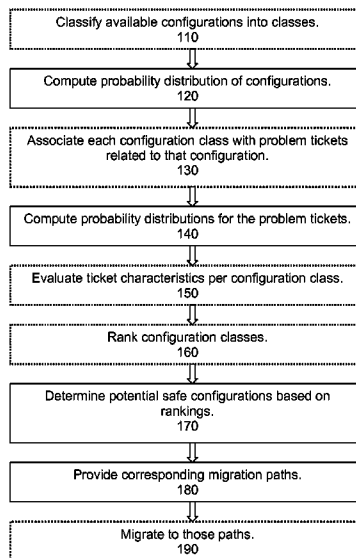 Classify available configurations into classes.
110
Compute probability distribution of configurations.
120
Associate each configuration class with problem tickets
related to that configuration.
130
Compute probability distributions for the problem tickets.
140
Evaluate ticket characteristics per configuration class.
150
Rank configuration classes.
160
Determine potential safe configurations based on
rankings.
170
Provide corresponding migration paths.
180
Migrate to those paths.
190